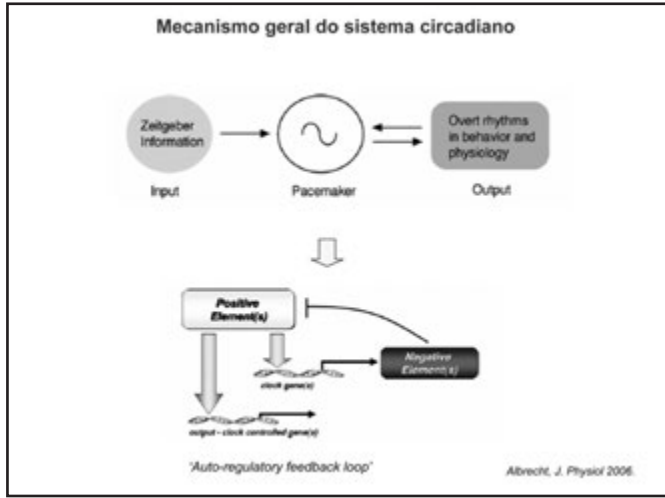 Mecanismo geral do sistema circadiano
Zeitgeber
Information
Overt rhythms
in behavior and
physiology
Input
Pacemaker
Output
Positive
Element(s)
Negative
Element(s)
clock gene(s)
output - clock controlled gene(s)
'Auto-regulatory feedback loop'
Albrecht, J. Physiol 2006.